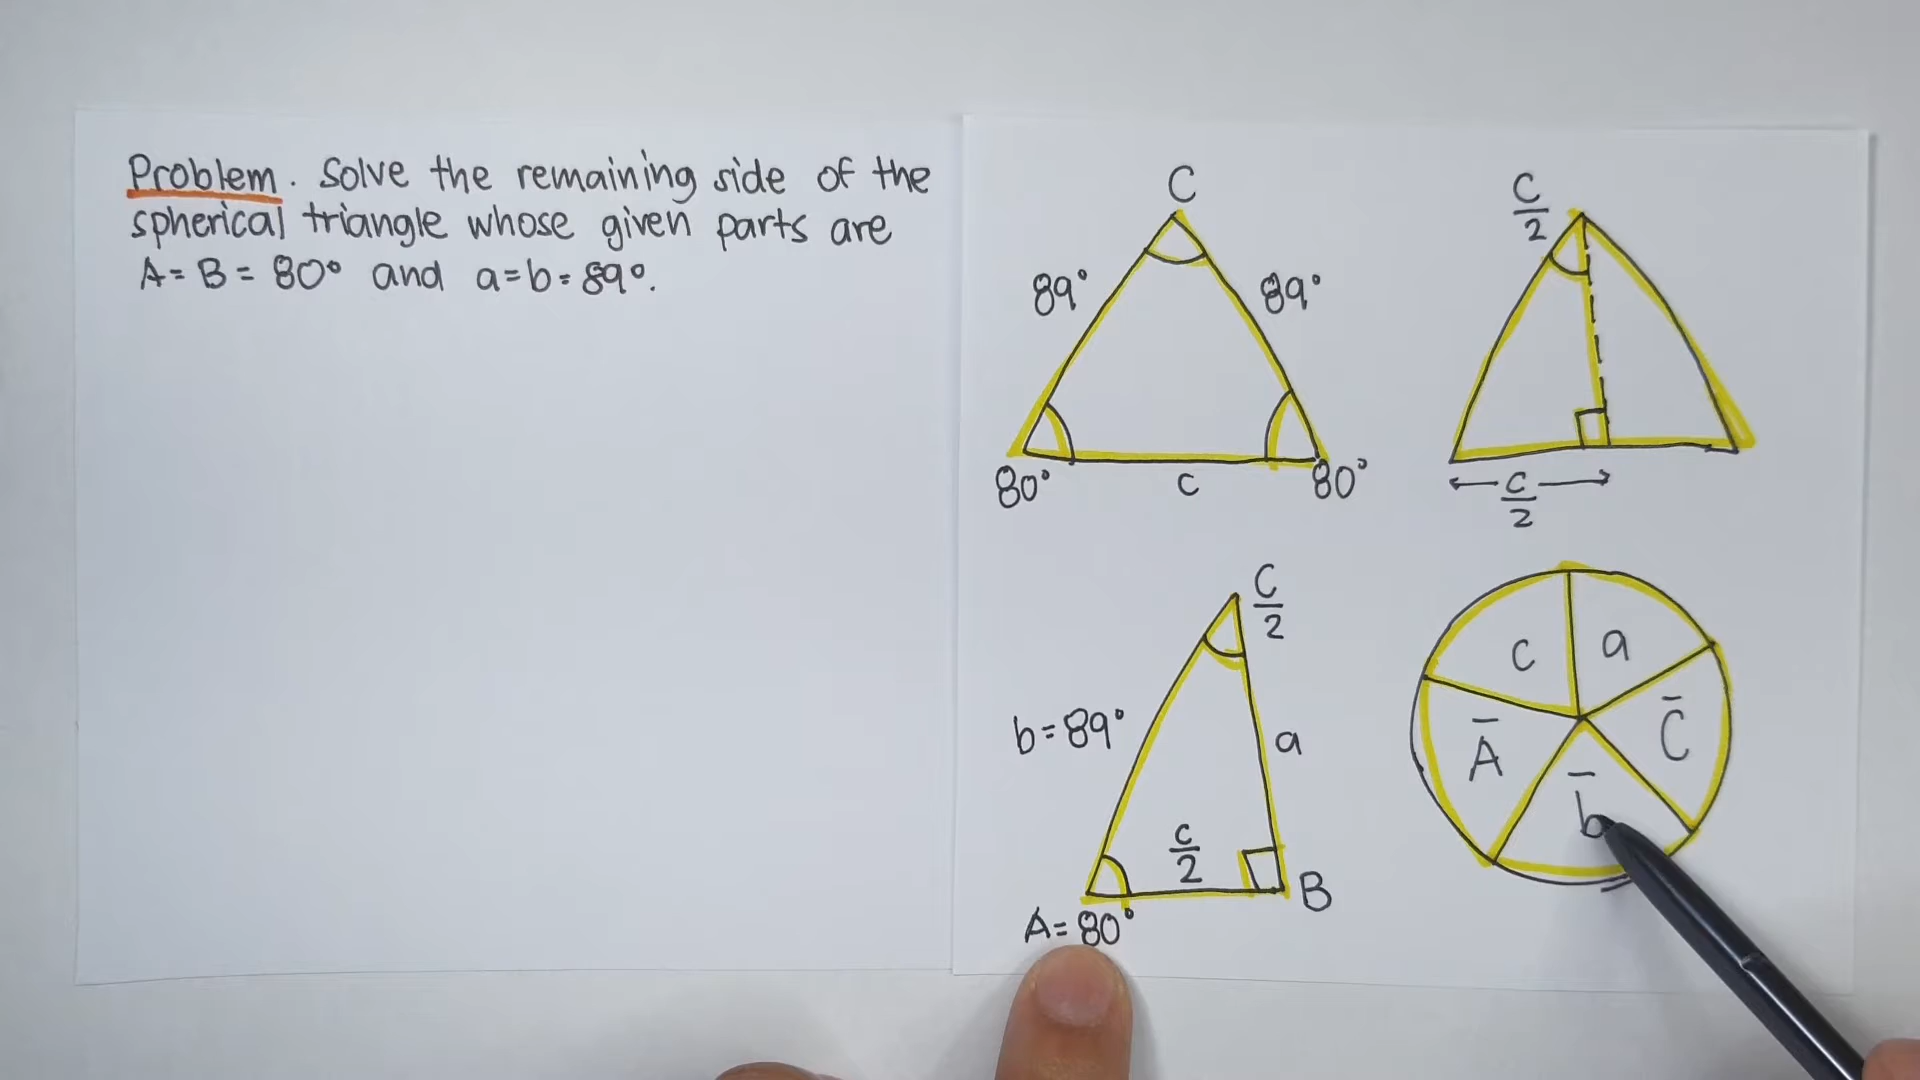 Problem. Solve the remaining side of the
spherical triangle whose given parts are
A=B=80° and a=b=89°.
C
89°
89°
80°
c
80°
C/2
c/2
C/2
b=89°
a
c/2
B
A=80°
c
a
A̅
C̅
b̅